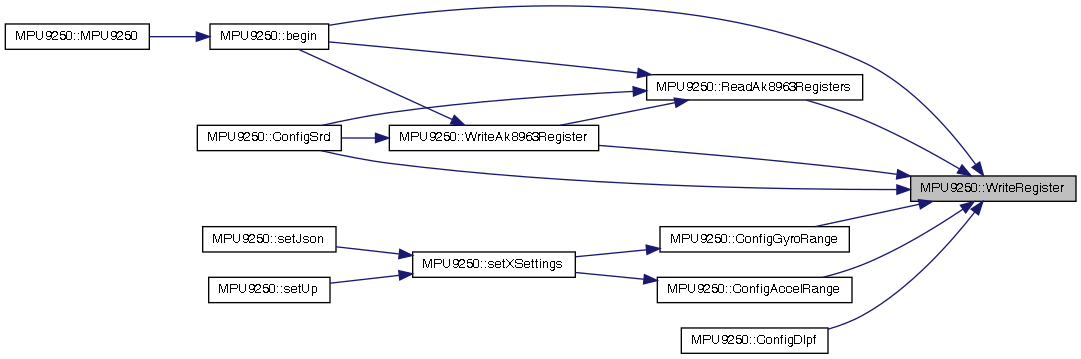 MPU9250::MPU9250
MPU9250::begin
MPU9250::ReadAk8963Registers
MPU9250::ConfigSrd
MPU9250::WriteAk8963Register
MPU9250::WriteRegister
MPU9250::setJson
MPU9250::ConfigGyroRange
MPU9250::setXSettings
MPU9250::setUp
MPU9250::ConfigAccelRange
MPU9250::ConfigDlpf